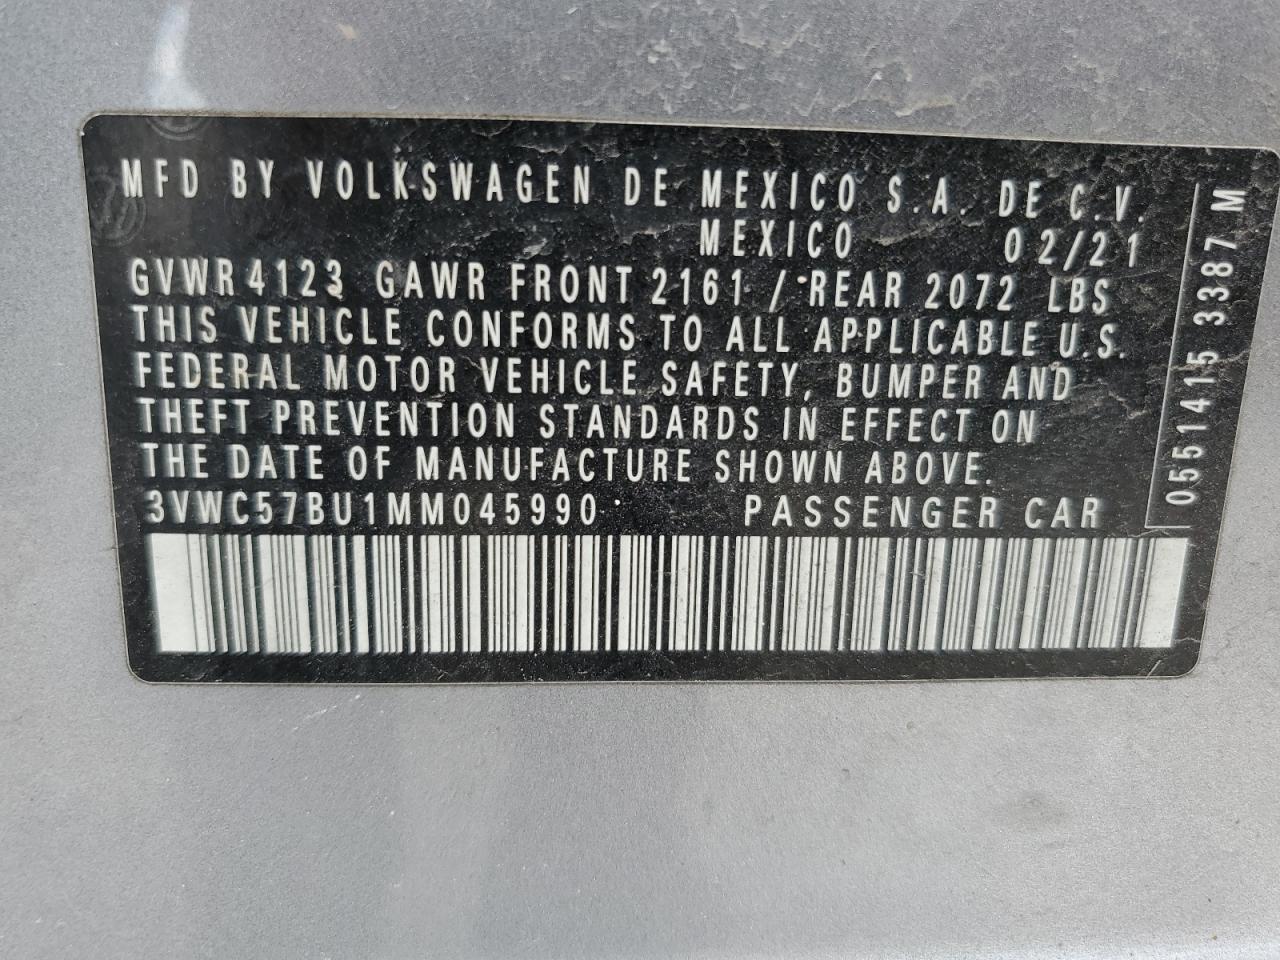 MFD BY VOLKSWAGEN DE MEXICO S.A. DE C.V.
MEXICO 02/21
GVWR 4123 GAWR FRONT 2161 / REAR 2072 LBS
THIS VEHICLE CONFORMS TO ALL APPLICABLE U.S.
FEDERAL MOTOR VEHICLE SAFETY, BUMPER AND
THEFT PREVENTION STANDARDS IN EFFECT ON
THE DATE OF MANUFACTURE SHOWN ABOVE.
3VWC57BU1MM045990 PASSENGER CAR
0551415 3387 M